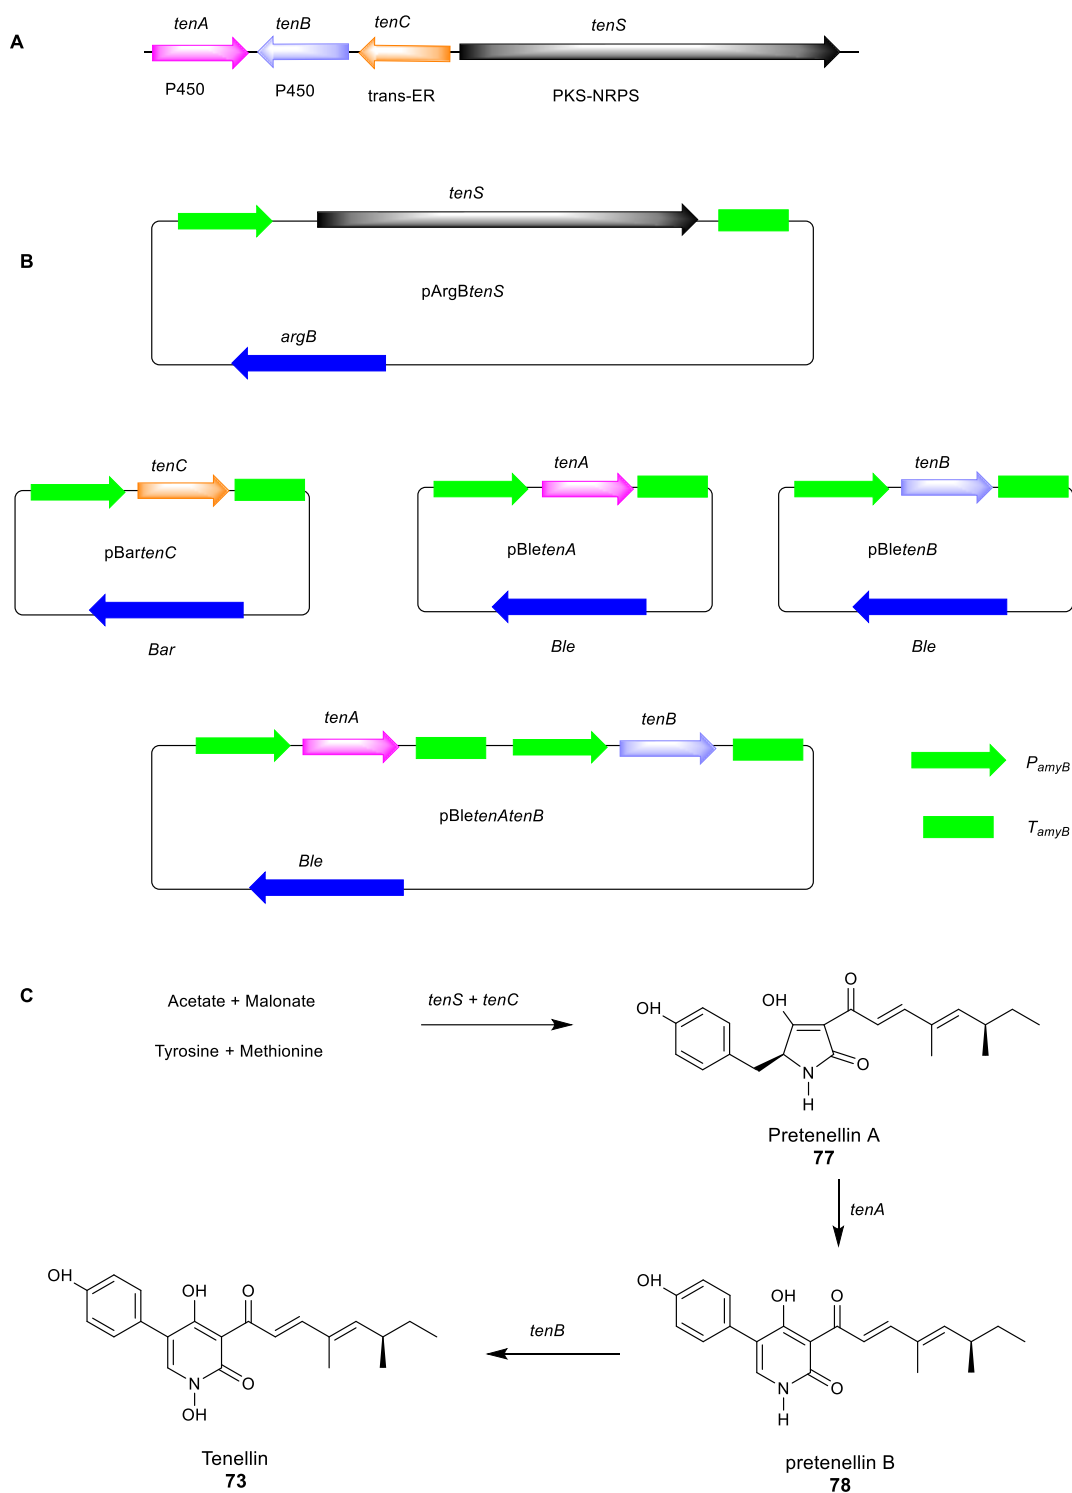 A
tenA
tenB
tenC
tenS
P450
P450
trans-ER
PKS-NRPS
B
tenS
pArgBtenS
argB
tenC
pBartenC
Bar
tenA
pBletenA
Ble
tenB
pBletenB
Ble
tenA
tenB
pBletenAtenB
Ble
PamyB
TamyB
C
Acetate + Malonate
Tyrosine + Methionine
tenS + tenC
OH
OH
O
O
N
H
Pretenellin A
77
tenA
OH
OH
O
O
N
H
pretenellin B
78
tenB
OH
OH
O
O
N
OH
Tenellin
73